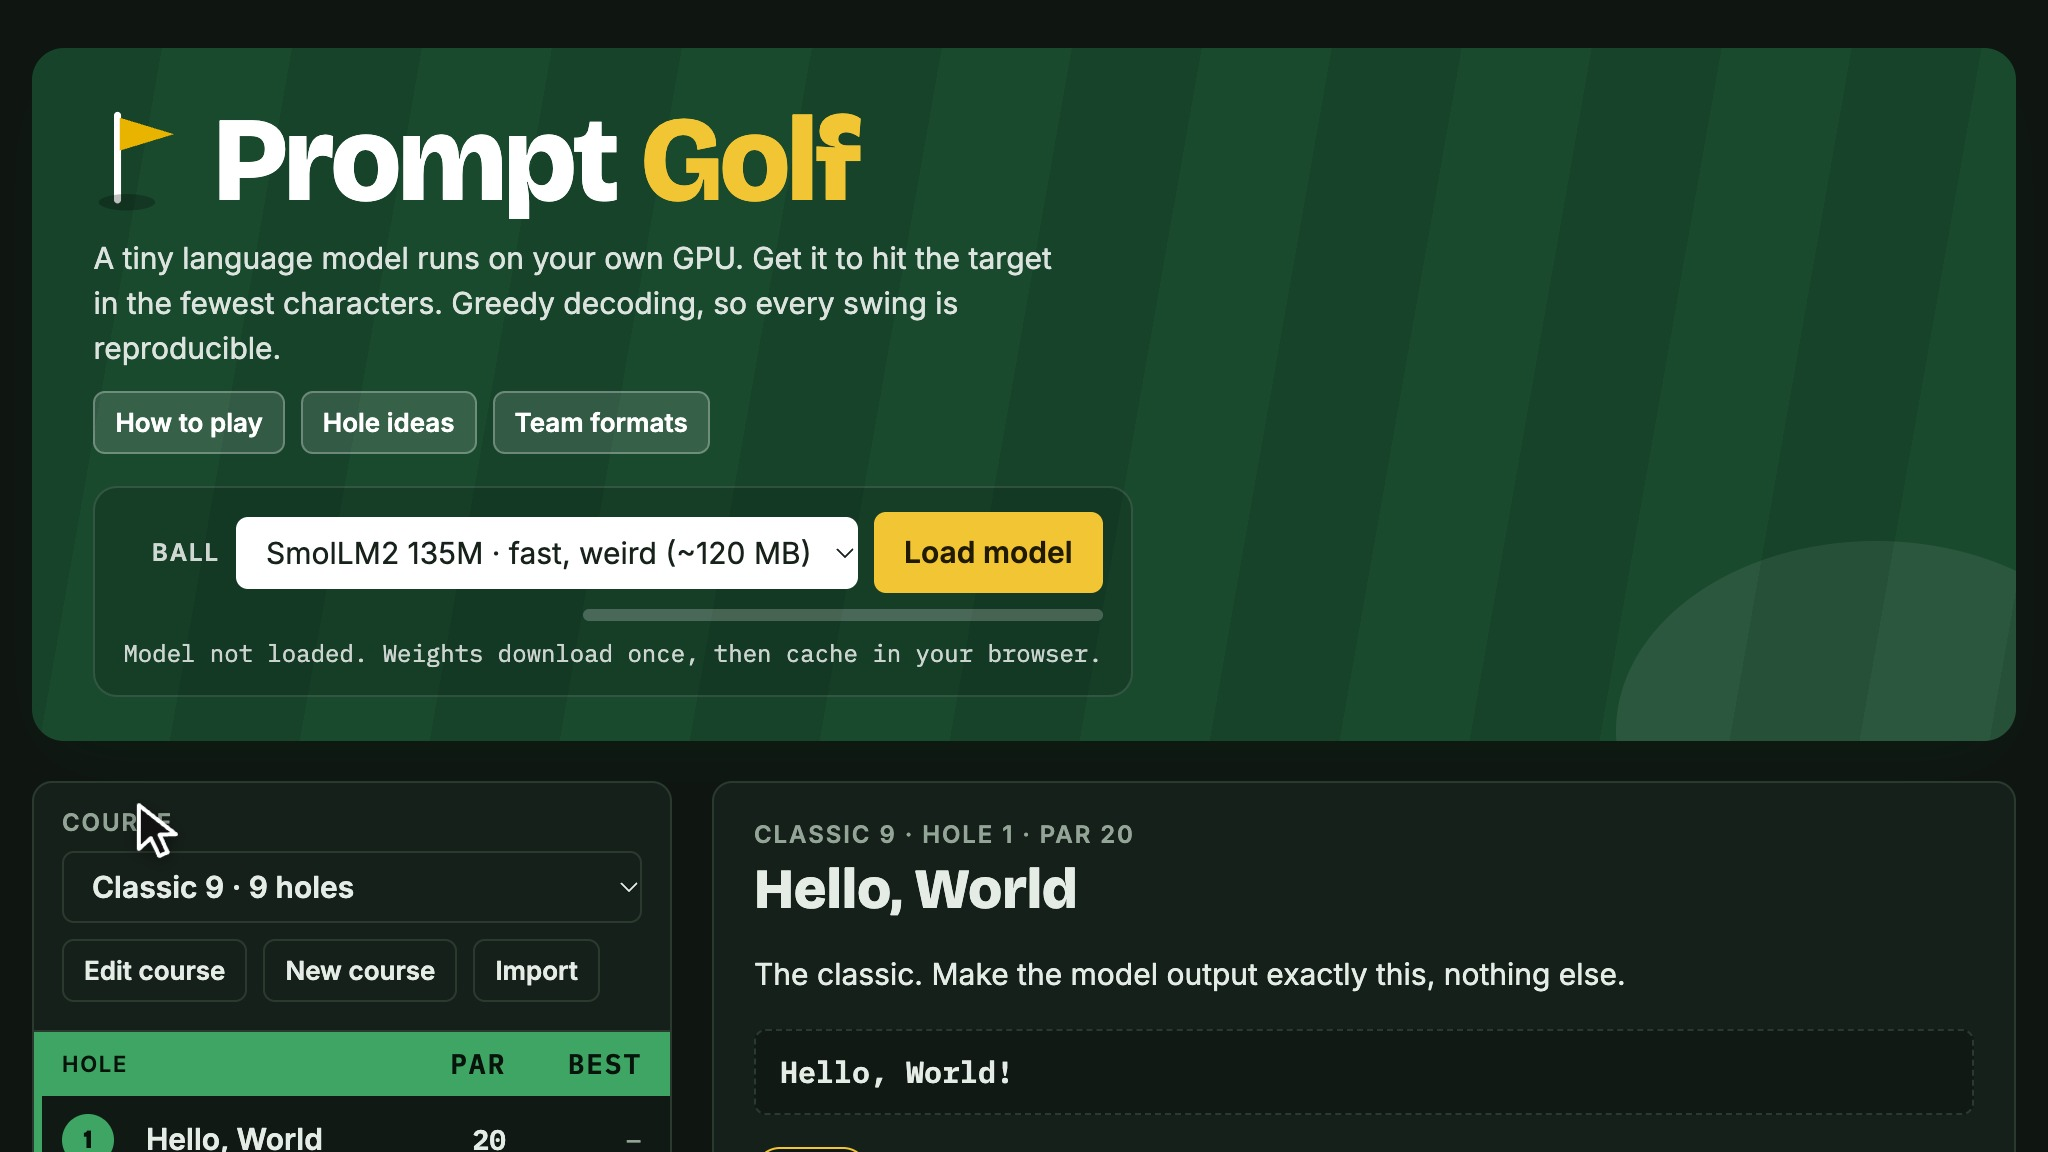 Prompt Golf
A tiny language model runs on your own GPU. Get it to hit the target
in the fewest characters. Greedy decoding, so every swing is
reproducible.
How to play
Hole ideas
Team formats
BALL
SmolLM2 135M · fast, weird (~120 MB)
Load model
Model not loaded. Weights download once, then cache in your browser.
COURSE
Classic 9 · 9 holes
Edit course
New course
Import
HOLE PAR BEST
1 Hello, World 20 –
CLASSIC 9 · HOLE 1 · PAR 20
Hello, World
The classic. Make the model output exactly this, nothing else.
Hello, World!